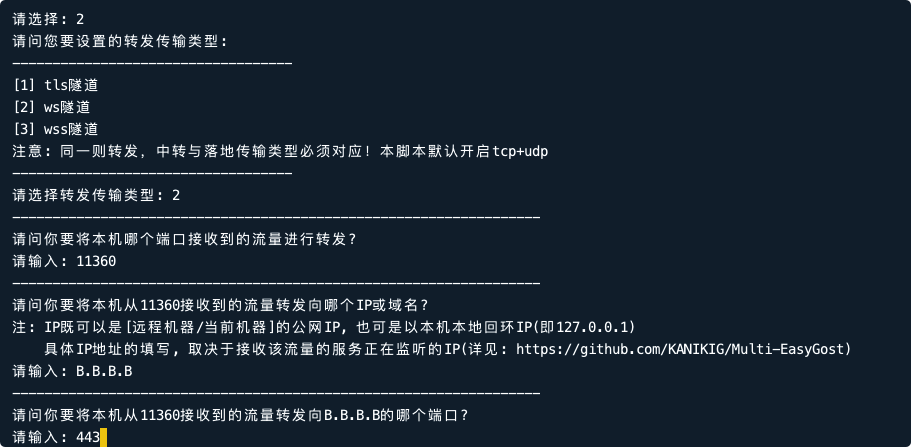 请选择: 2
请问您要设置的转发传输类型:
-----------------------------------
[1] tls隧道
[2] ws隧道
[3] wss隧道
注意: 同一则转发，中转与落地传输类型必须对应！本脚本默认开启tcp+udp
-----------------------------------
请选择转发传输类型: 2
------------------------------------------------------------------
请问你要将本机哪个端口接收到的流量进行转发?
请输入: 11360
------------------------------------------------------------------
请问你要将本机从11360接收到的流量转发向哪个IP或域名?
注: IP既可以是[远程机器/当前机器]的公网IP, 也可是以本机本地回环IP(即127.0.0.1)
    具体IP地址的填写, 取决于接收该流量的服务正在监听的IP(详见: https://github.com/KANIKIG/Multi-EasyGost)
请输入: B.B.B.B
------------------------------------------------------------------
请问你要将本机从11360接收到的流量转发向B.B.B.B的哪个端口?
请输入: 443